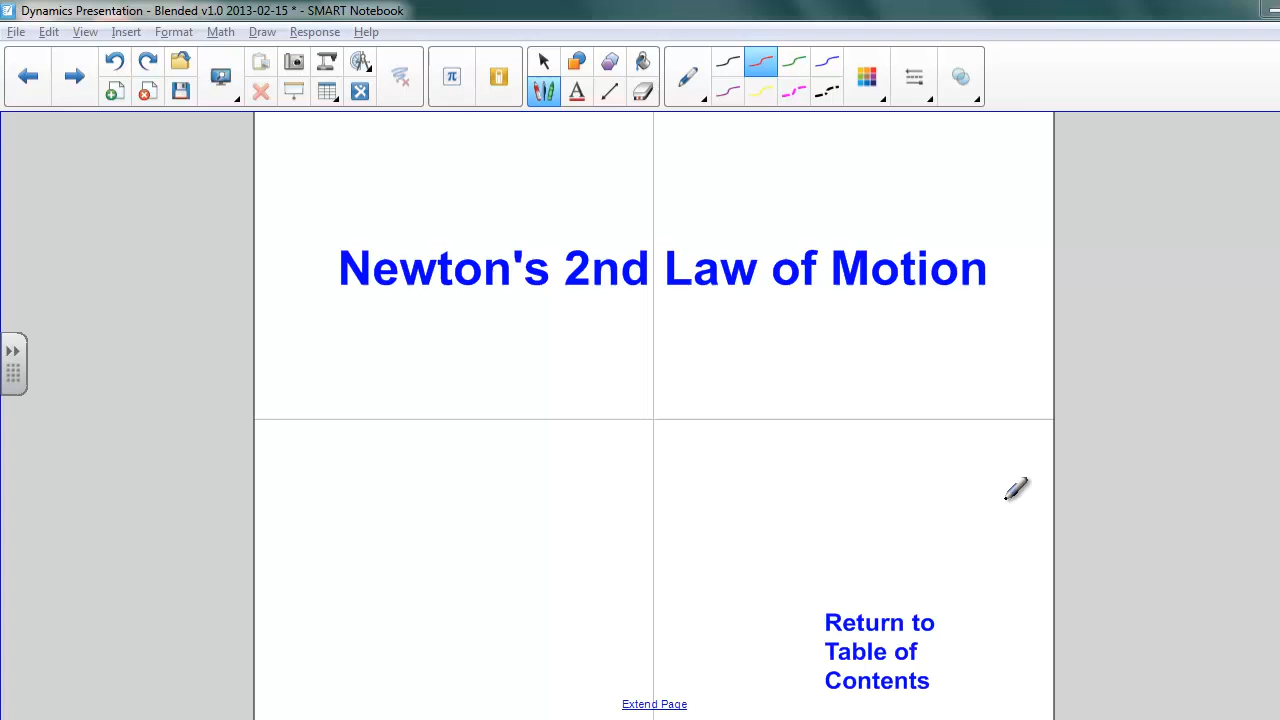 Dynamics Presentation - Blended v1.0 2013-02-15 * - SMART Notebook
File Edit View Insert Format Math Draw Response Help
π
A
Newton's 2nd Law of Motion
Return to
Table of
Contents
Extend Page